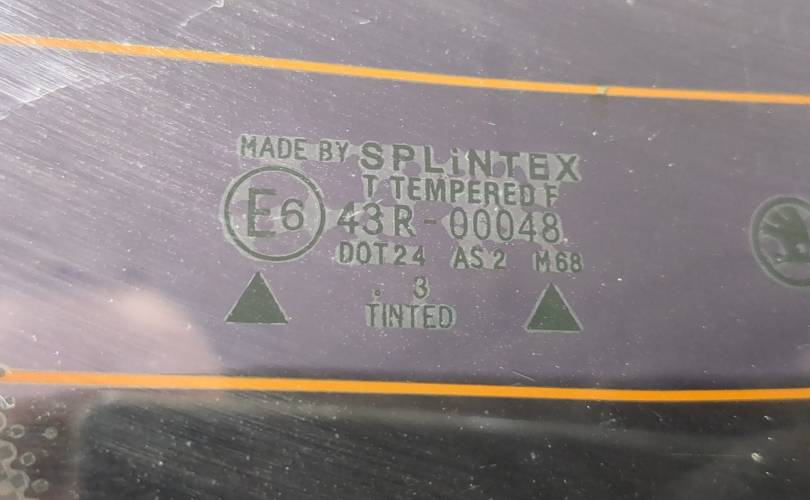 MADE BY SPLiNTEX
T TEMPERED F
E6 43R-00048
DOT24 AS2 M68
. 3
TINTED